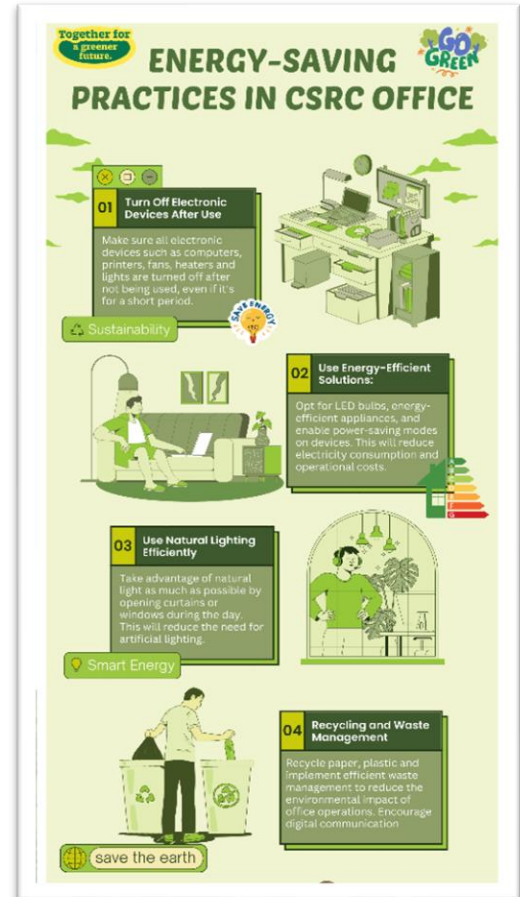 Together for
a greener
future.
GO
GREEN
ENERGY-SAVING
PRACTICES IN CSRC OFFICE
01
Turn Off Electronic
Devices After Use
Make sure all electronic
devices such as computers,
printers, fans, heaters and
lights are turned off after
not being used, even if it's
for a short period.
Sustainability
SAVE ENERGY
02
Use Energy-Efficient
Solutions:
Opt for LED bulbs, energy-
efficient appliances, and
enable power-saving modes
on devices. This will reduce
electricity consumption and
operational costs.
03
Use Natural Lighting
Efficiently
Take advantage of natural
light as much as possible by
opening curtains or
windows during the day.
This will reduce the need for
artificial lighting.
Smart Energy
04
Recycling and Waste
Management
Recycle paper, plastic and
implement efficient waste
management to reduce the
environmental impact of
office operations. Encourage
digital communication
save the earth